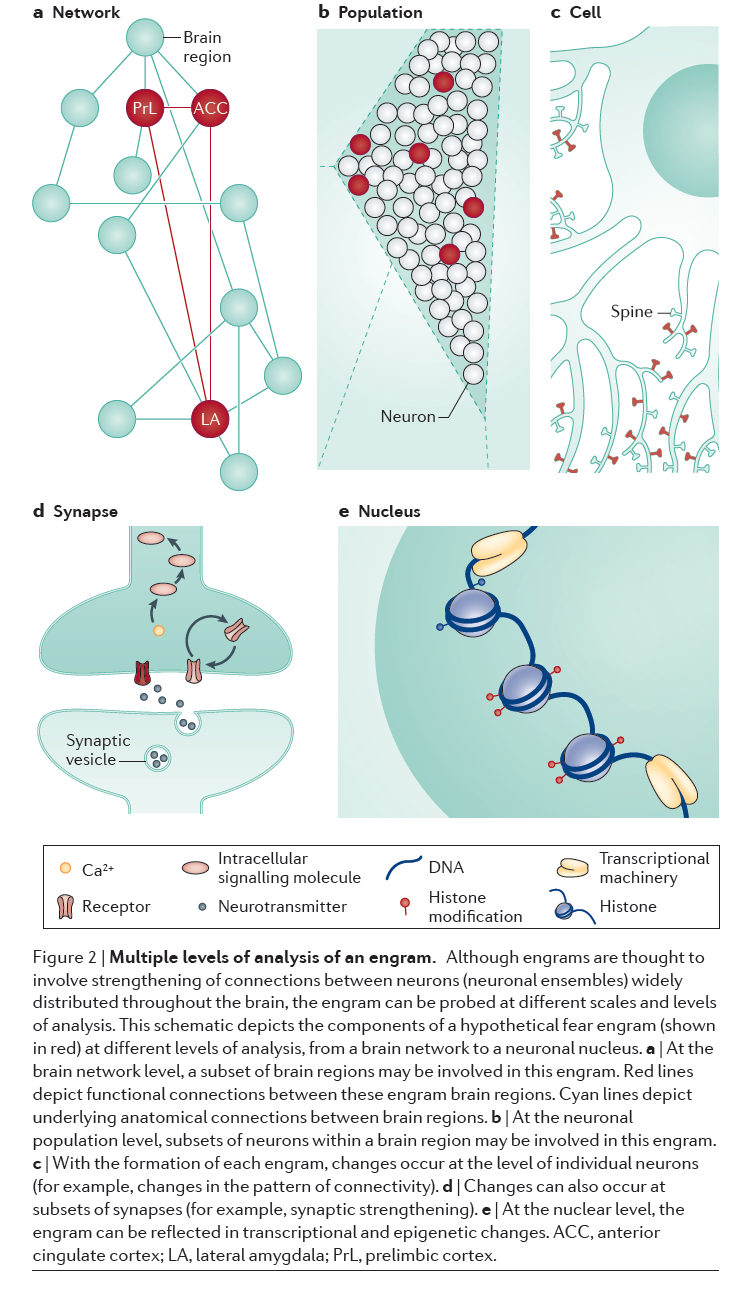 a Network
Brain
region
PrL
ACC
LA
b Population
Neuron
c Cell
Spine
d Synapse
Synaptic
vesicle
e Nucleus
Ca²⁺
Intracellular
signalling molecule
DNA
Transcriptional
machinery
Receptor
Neurotransmitter
Histone
modification
Histone
Figure 2 | Multiple levels of analysis of an engram. Although engrams are thought to
involve strengthening of connections between neurons (neuronal ensembles) widely
distributed throughout the brain, the engram can be probed at different scales and levels
of analysis. This schematic depicts the components of a hypothetical fear engram (shown
in red) at different levels of analysis, from a brain network to a neuronal nucleus. a | At the
brain network level, a subset of brain regions may be involved in this engram. Red lines
depict functional connections between these engram brain regions. Cyan lines depict
underlying anatomical connections between brain regions. b | At the neuronal
population level, subsets of neurons within a brain region may be involved in this engram.
c | With the formation of each engram, changes occur at the level of individual neurons
(for example, changes in the pattern of connectivity). d | Changes can also occur at
subsets of synapses (for example, synaptic strengthening). e | At the nuclear level, the
engram can be reflected in transcriptional and epigenetic changes. ACC, anterior
cingulate cortex; LA, lateral amygdala; PrL, prelimbic cortex.